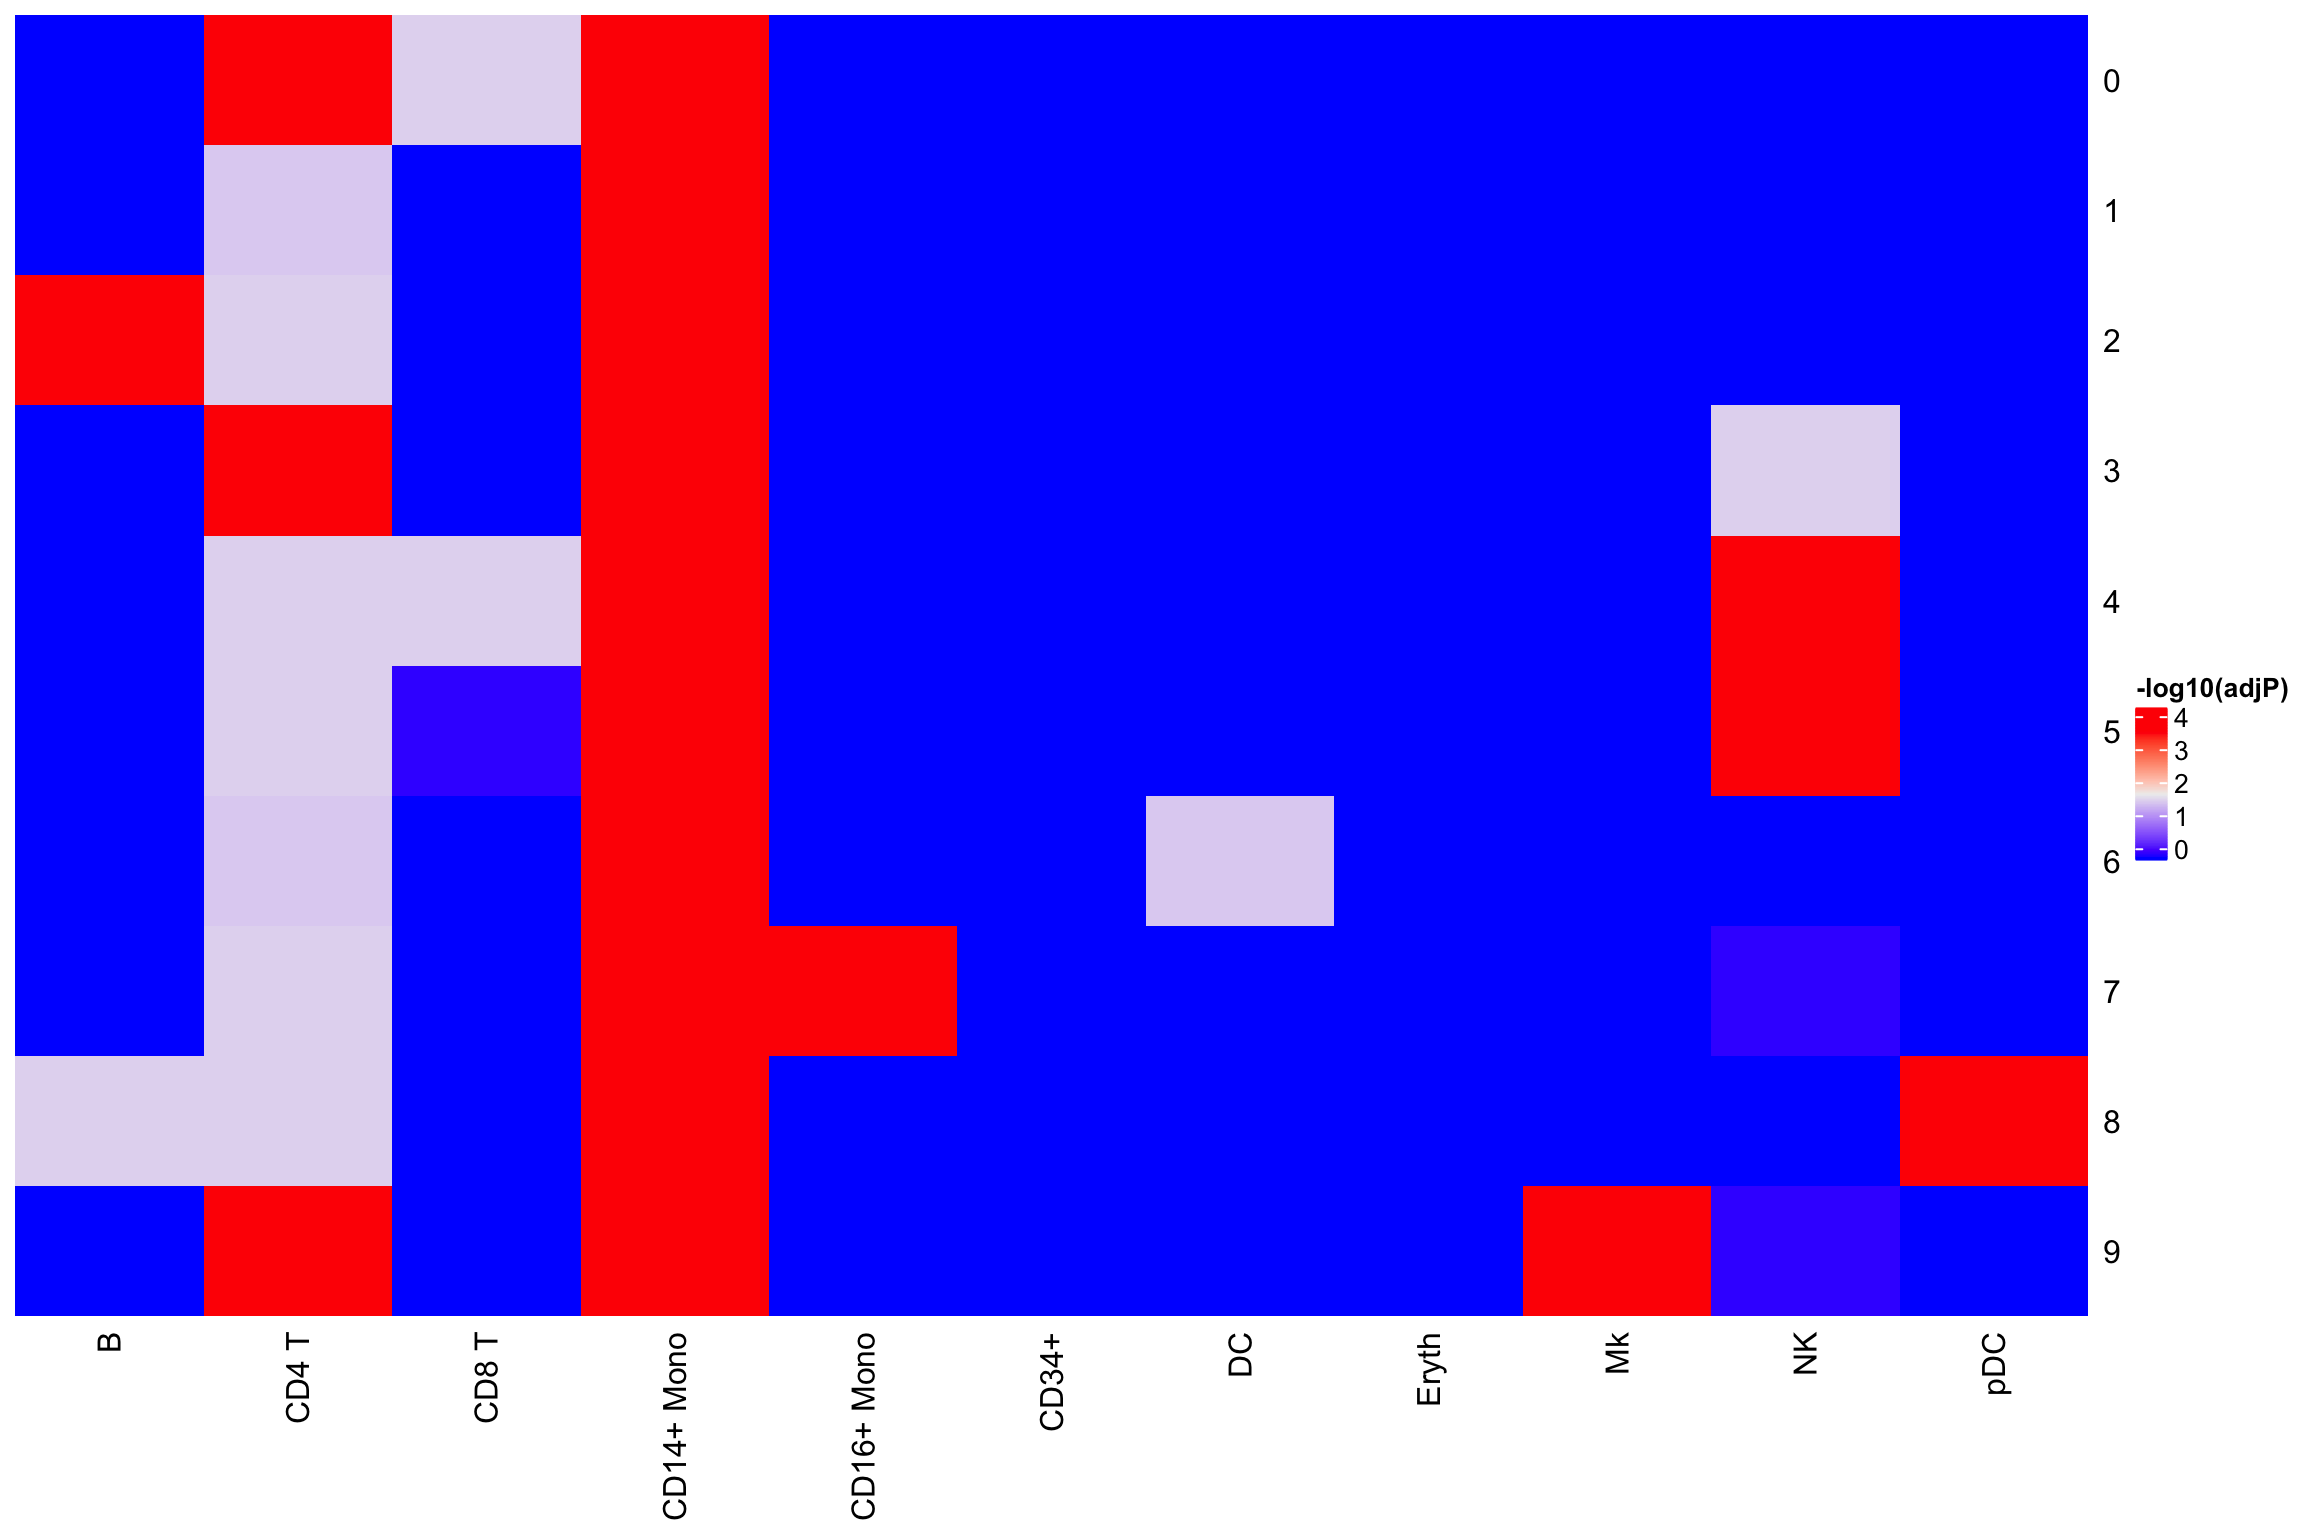 0
1
2
3
4
5
6
7
8
9
-log10(adjP)
4
3
2
1
0
B
CD4 T
CD8 T
CD14+ Mono
CD16+ Mono
CD34+
DC
Eryth
Mk
NK
pDC